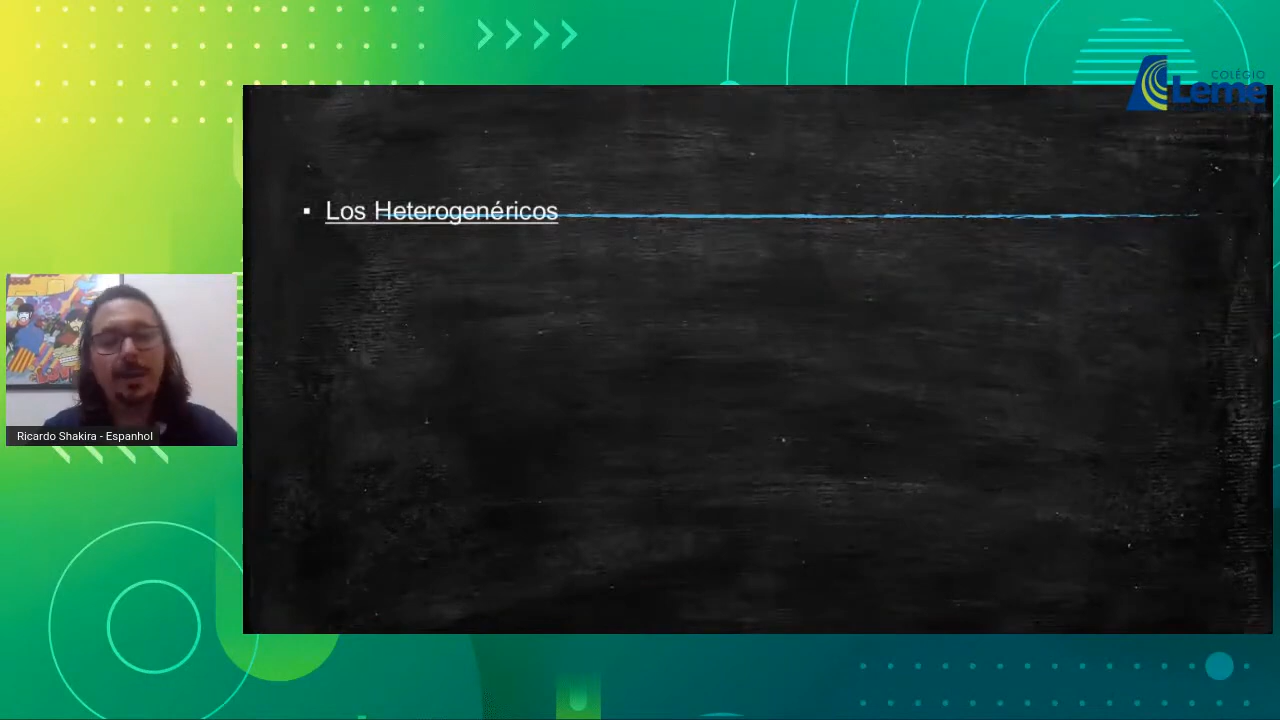 COLÉGIO
Leme
▪ Los Heterogenéricos
Ricardo Shakira - Espanhol